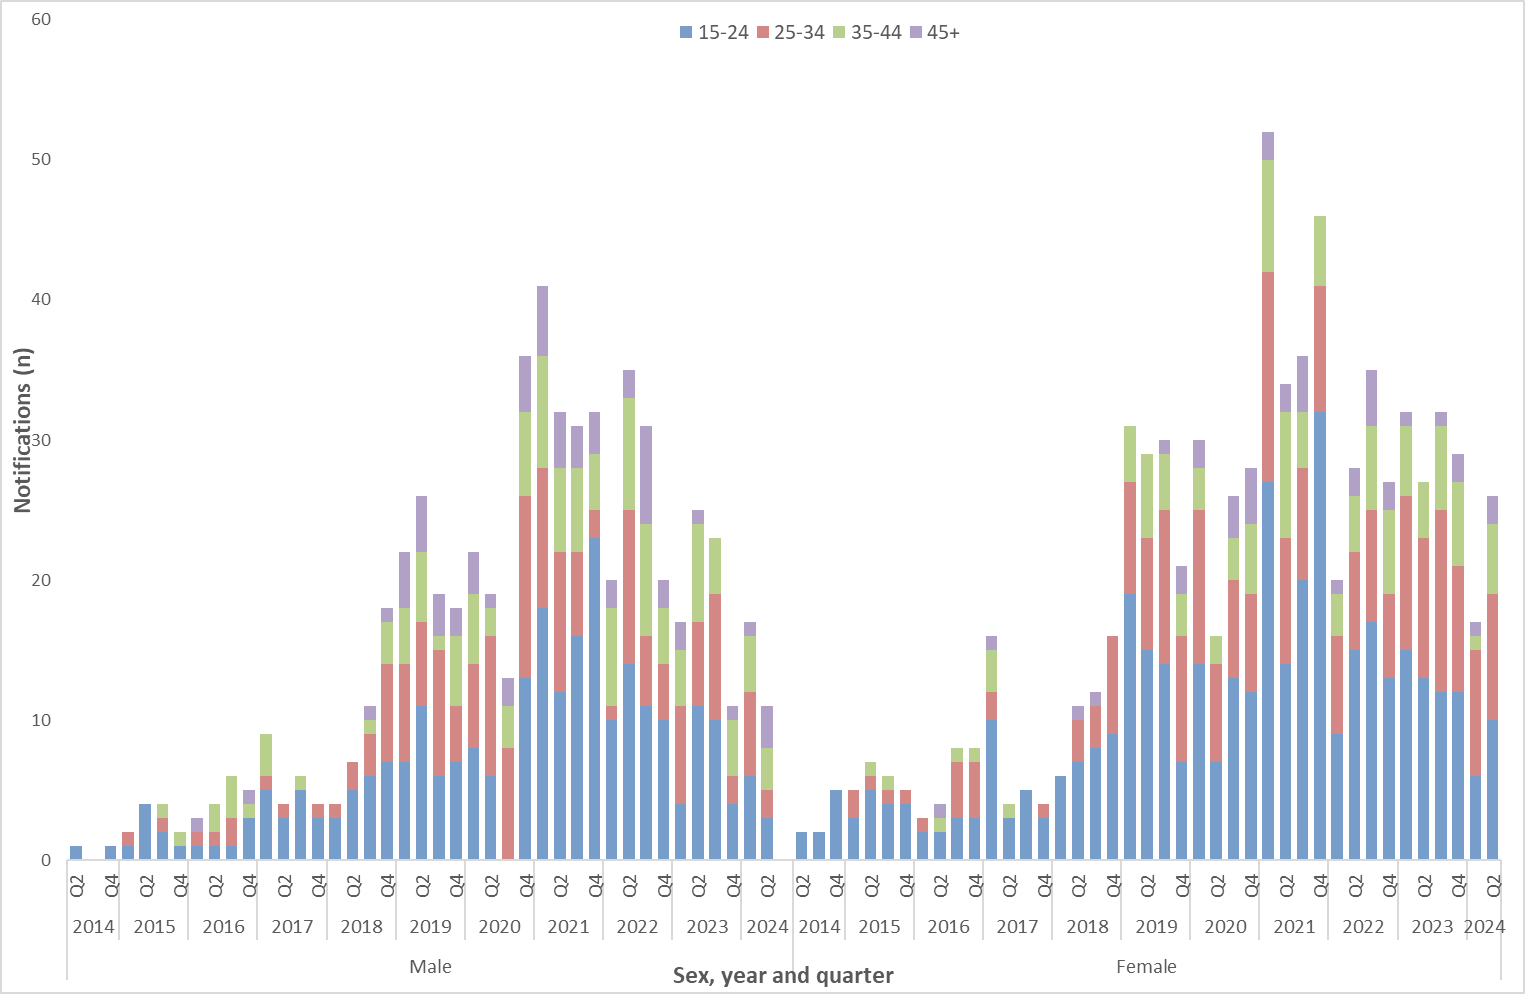 60
15-24 25-34 35-44 45+
50
40
30
20
10
0
Notifications (n)
Q2 Q4 Q2 Q4 Q2 Q4 Q2 Q4 Q2 Q4 Q2 Q4 Q2 Q4 Q2 Q4 Q2 Q4 Q2 Q4 Q2 Q2 Q4 Q2 Q4 Q2 Q4 Q2 Q4 Q2 Q4 Q2 Q4 Q2 Q4 Q2 Q4 Q2 Q4 Q2 Q4 Q2
2014 2015 2016 2017 2018 2019 2020 2021 2022 2023 2024 2014 2015 2016 2017 2018 2019 2020 2021 2022 2023 2024
Male Female
Sex, year and quarter